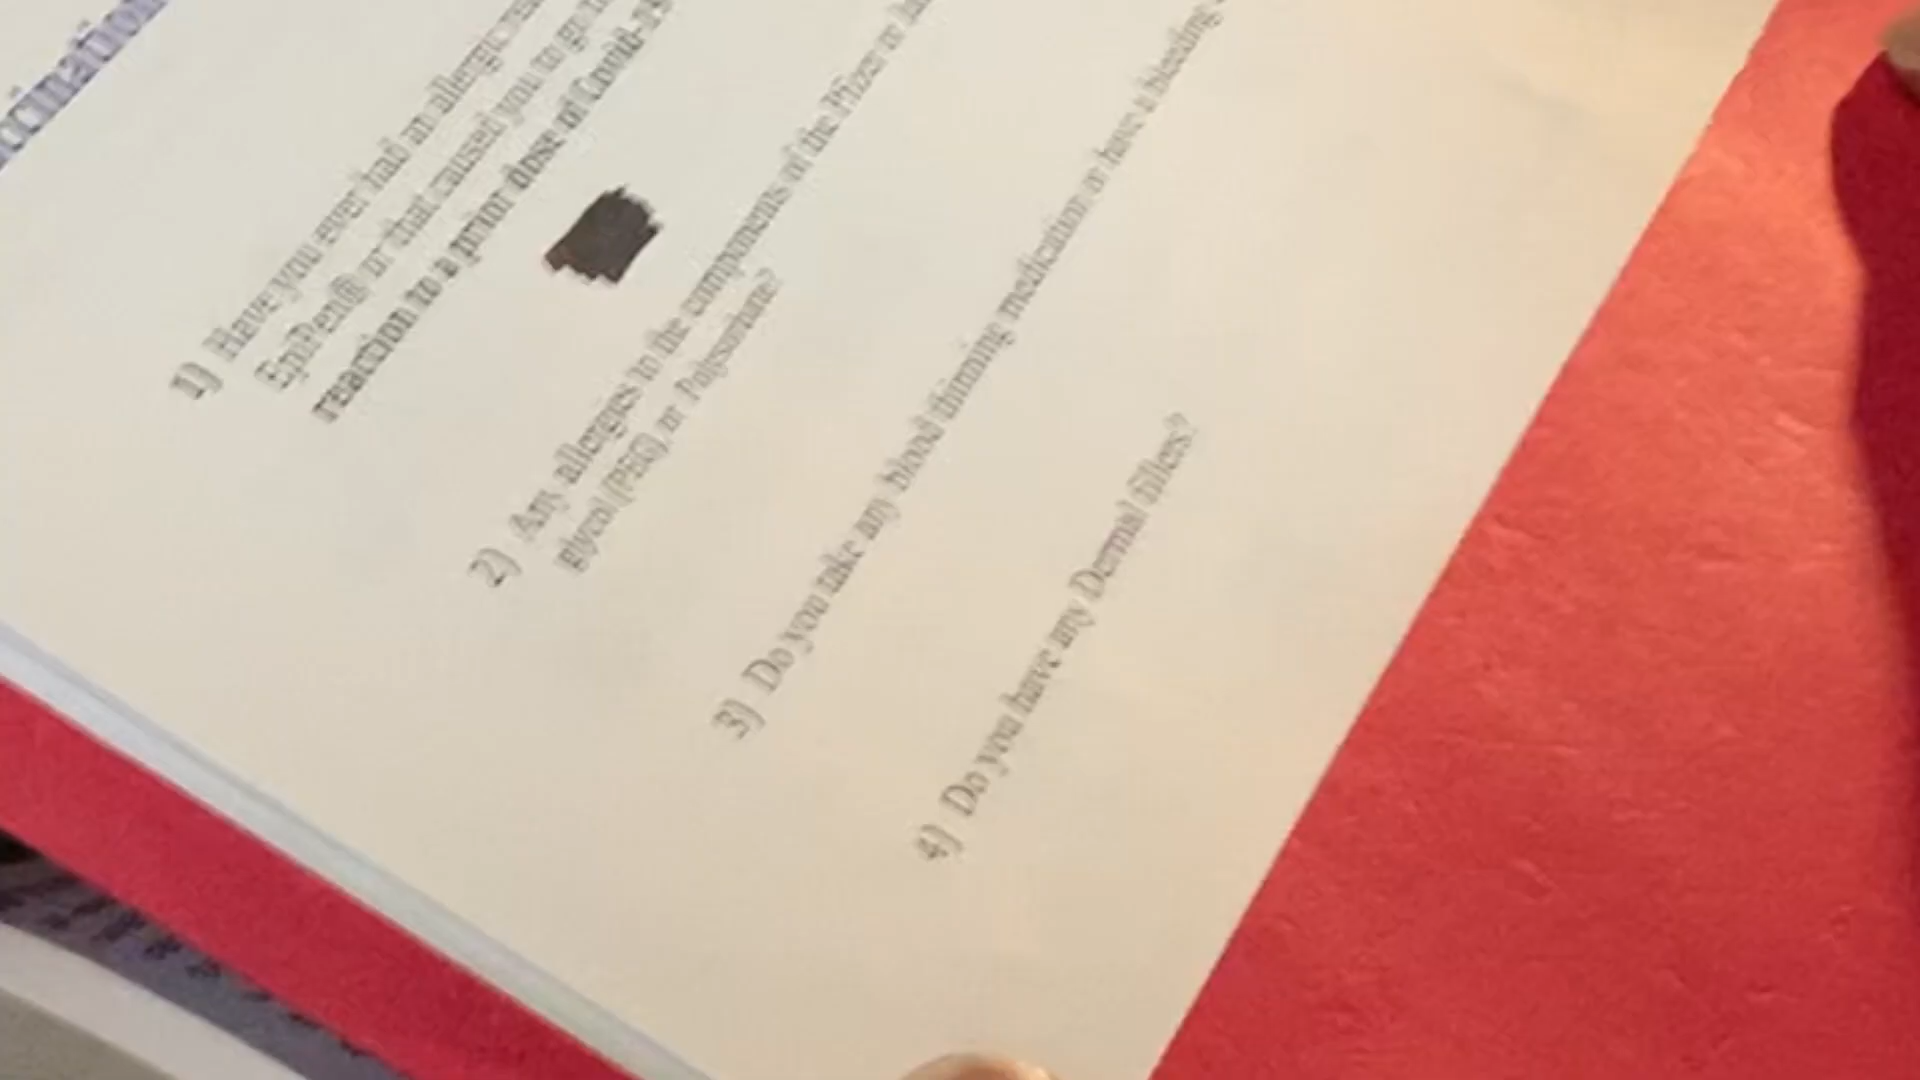 ccination
1) Have you ever had an allergic
EpiPen® or that caused you to go
reaction to a prior dose of Covid-19
2) Any allergies to the components of the Pfizer or
glycol (PEG), or Polysorbate?
3) Do you take any blood thinning medication or have a bleeding
4) Do you have any Dermal fillers?